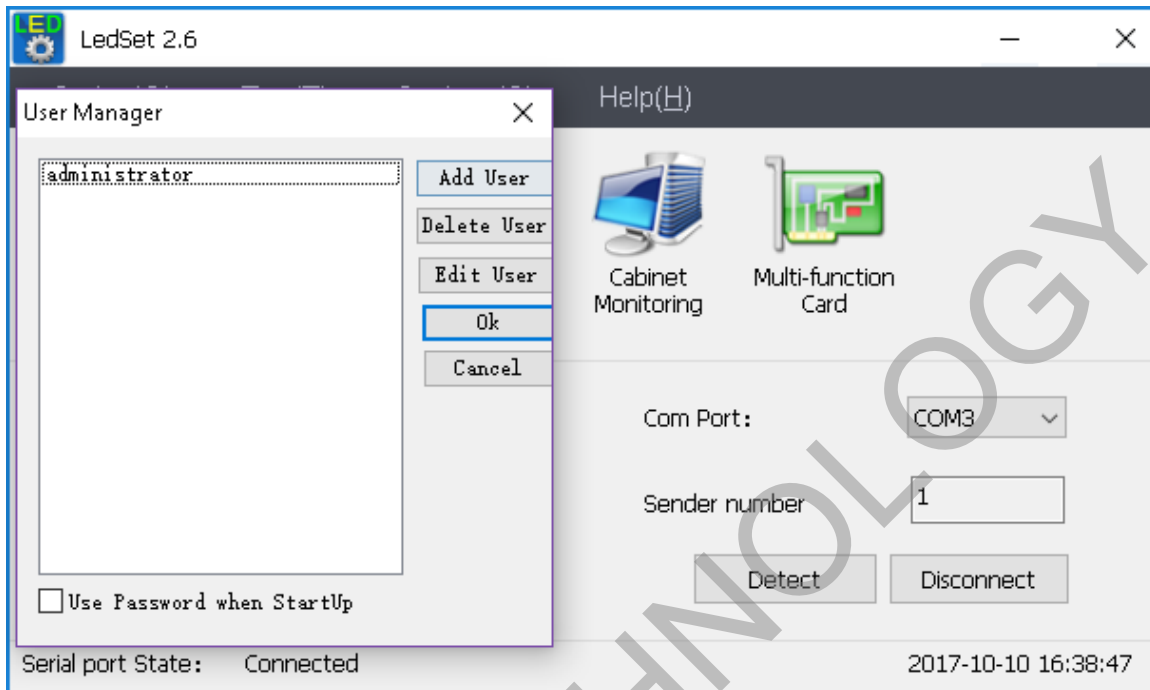 LED
LedSet 2.6
Help(H)
User Manager
administrator
Add User
Delete User
Edit User
Ok
Cancel
Use Password when StartUp
Cabinet
Monitoring
Multi-function
Card
Com Port:
COM3
Sender number
1
Detect
Disconnect
Serial port State:
Connected
2017-10-10 16:38:47